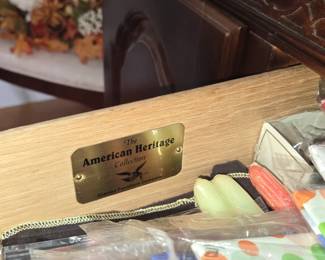 The
American Heritage
Collection